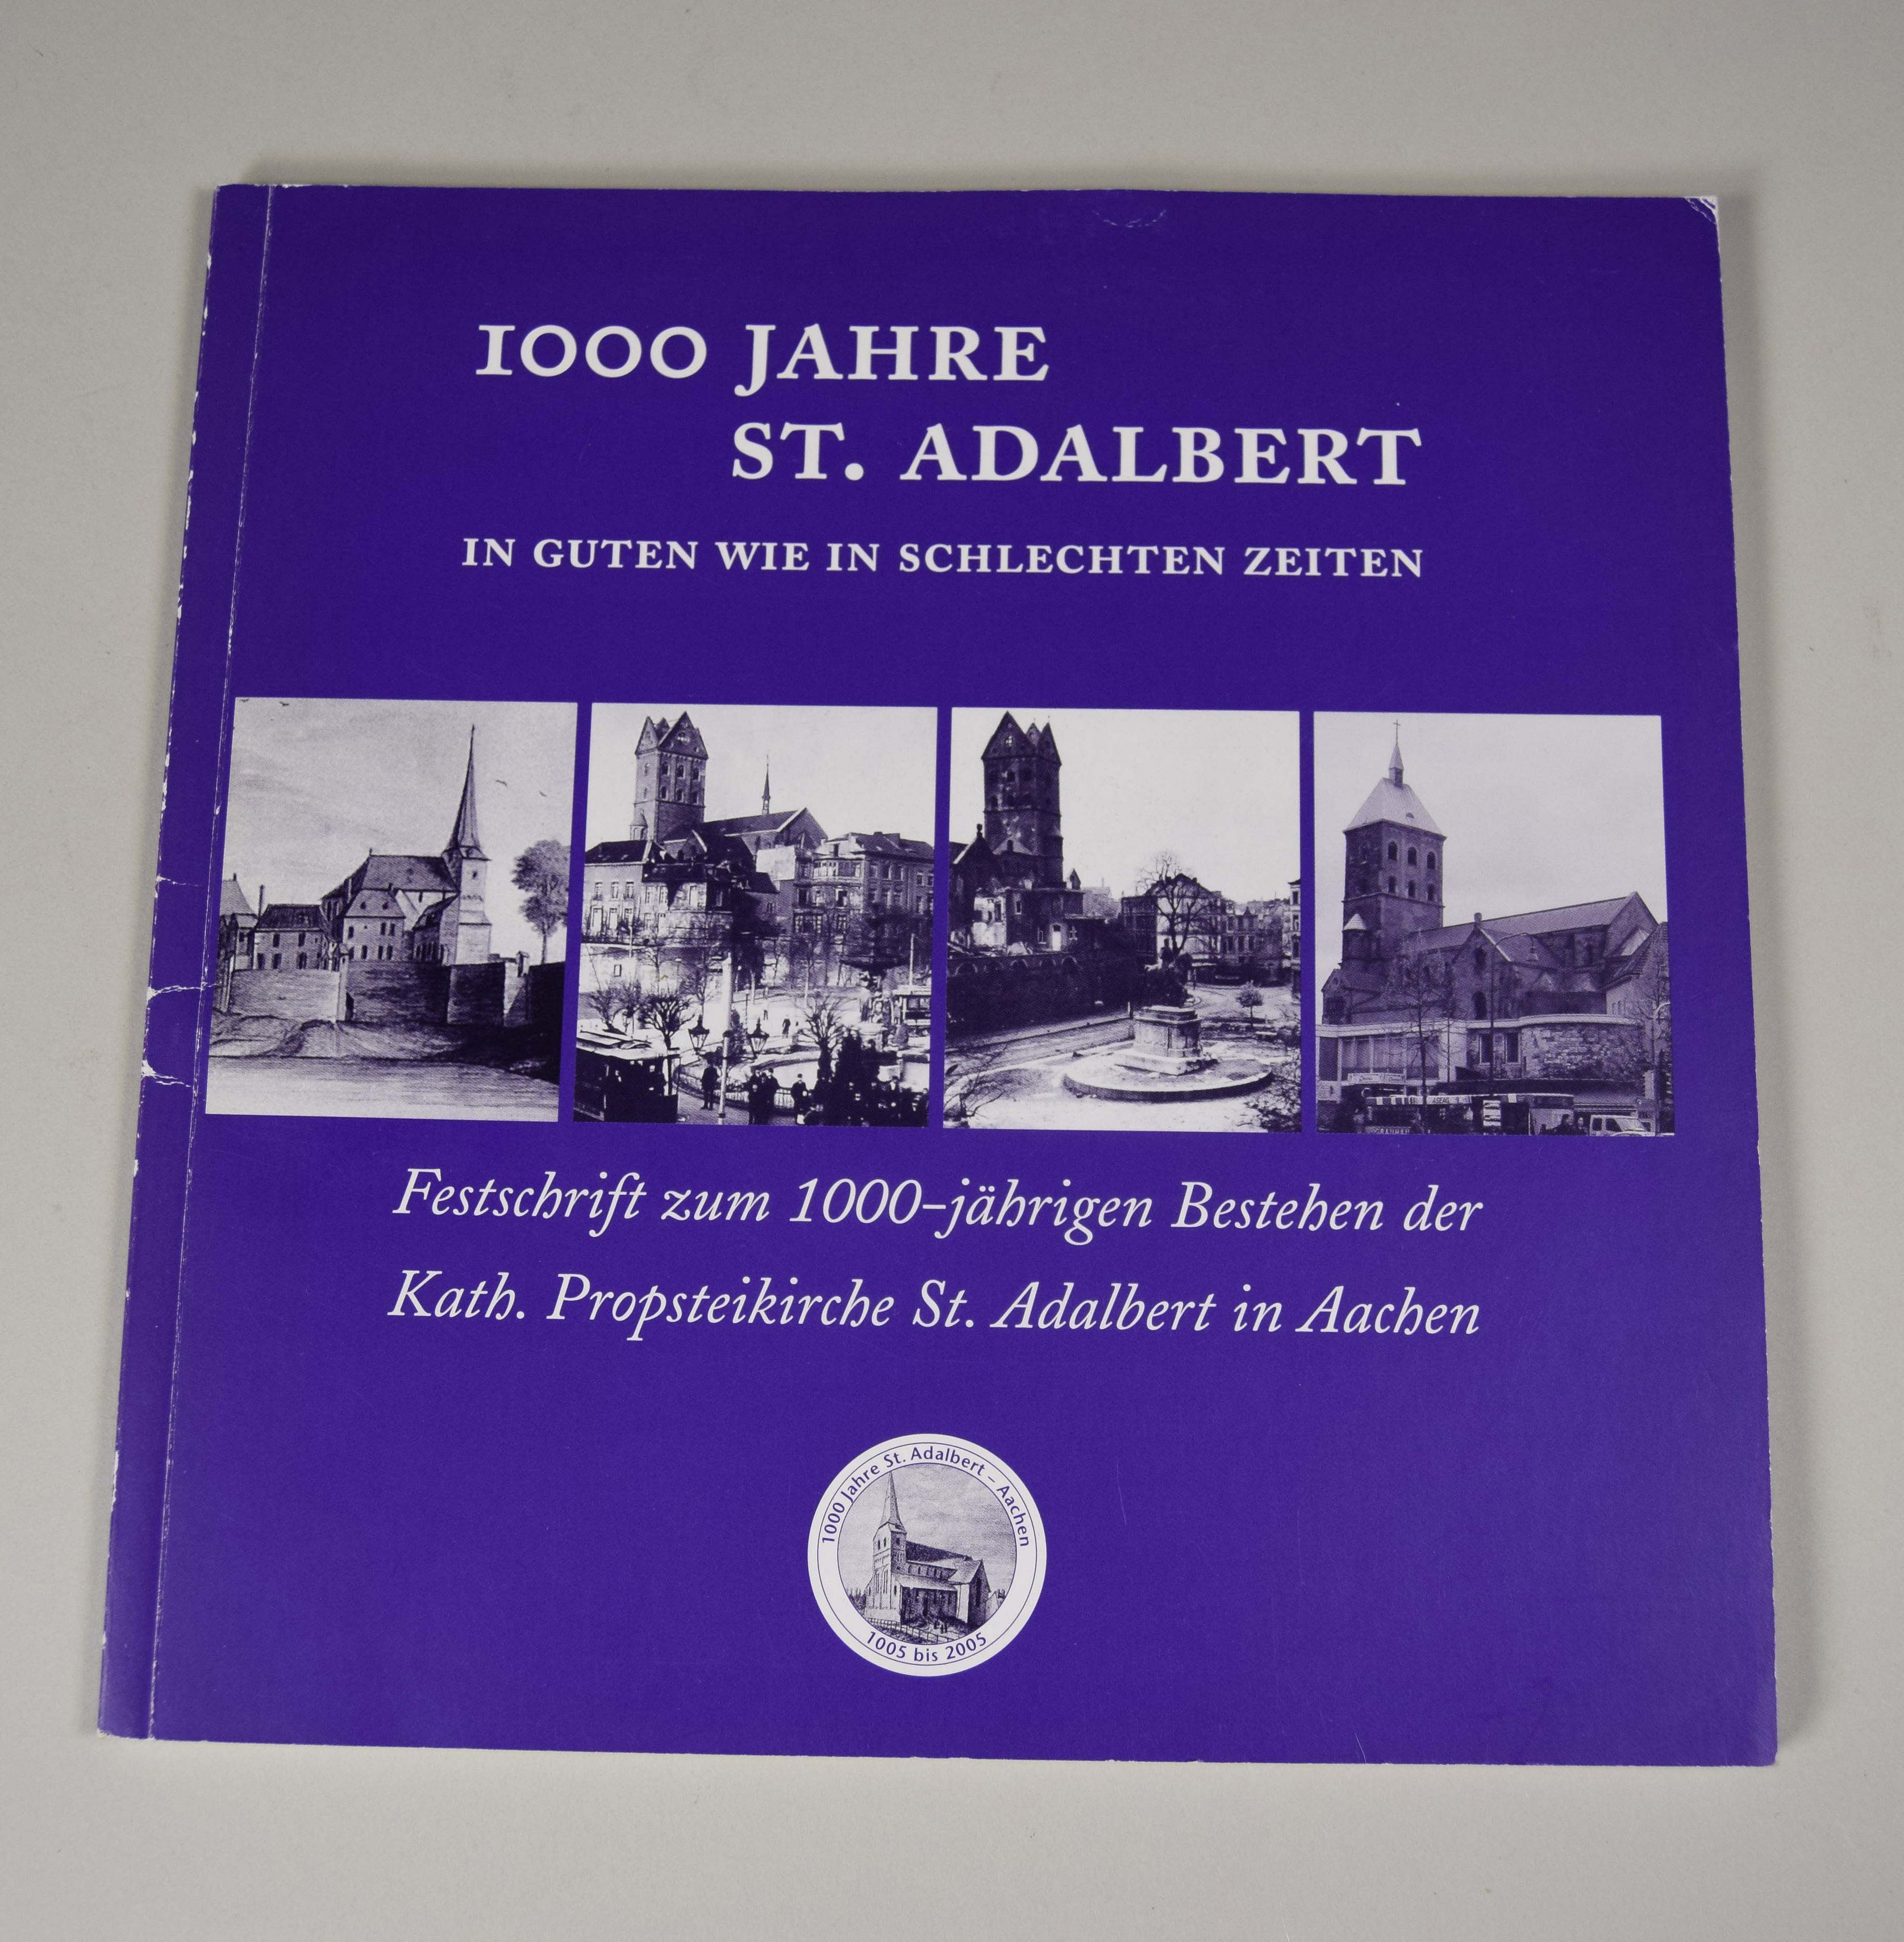 1000 JAHRE
ST. ADALBERT
IN GUTEN WIE IN SCHLECHTEN ZEITEN
Festschrift zum 1000-jährigen Bestehen der
Kath. Propsteikirche St. Adalbert in Aachen
1000 Jahre St. Adalbert – Aachen
1005 bis 2005